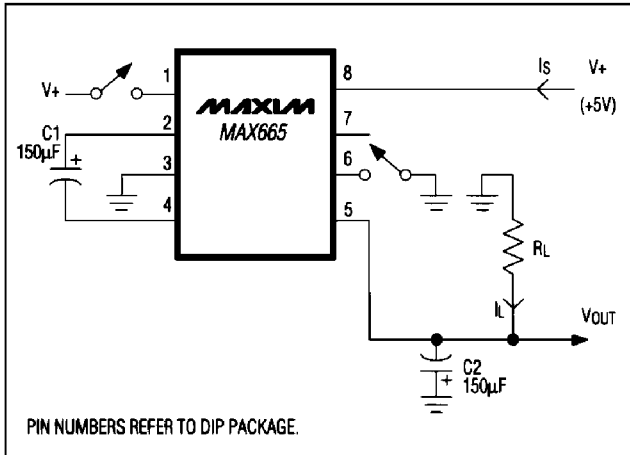 V+
1
MAXIM
MAX665
8
IS
V+
(+5V)
C1
150µF
+
2
7
3
6
4
5
RL
IL
VOUT
C2
150µF
+
PIN NUMBERS REFER TO DIP PACKAGE.